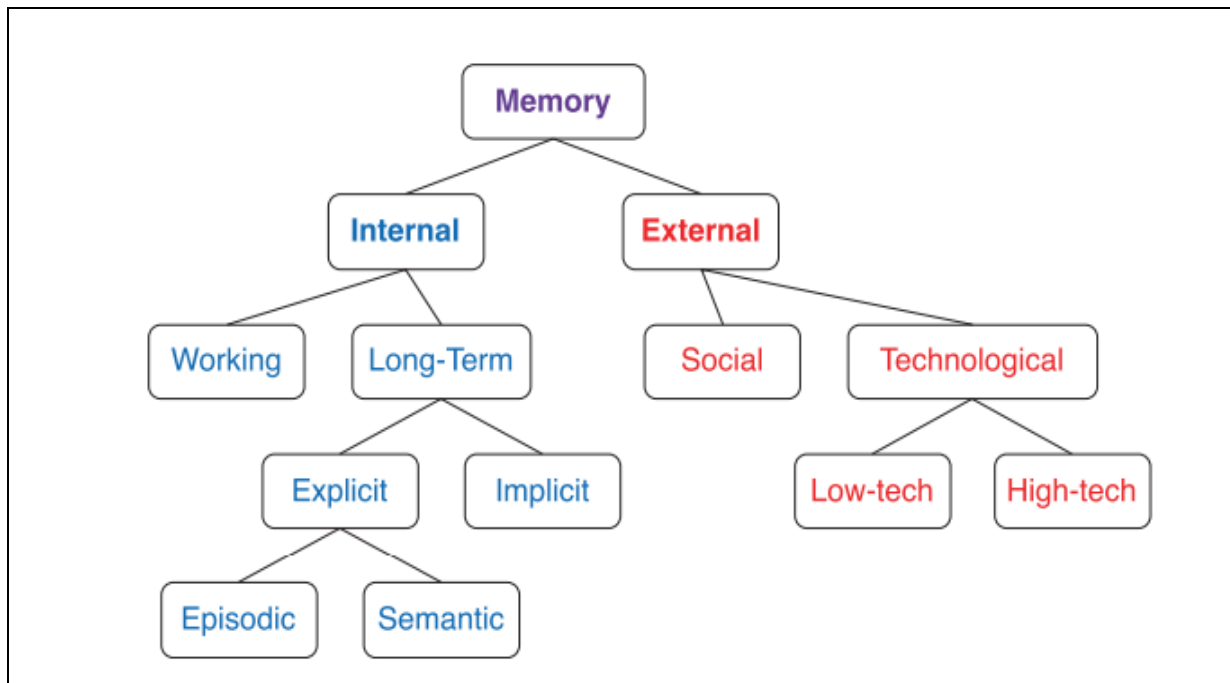 Memory
Internal
External
Working
Long-Term
Social
Technological
Explicit
Implicit
Low-tech
High-tech
Episodic
Semantic